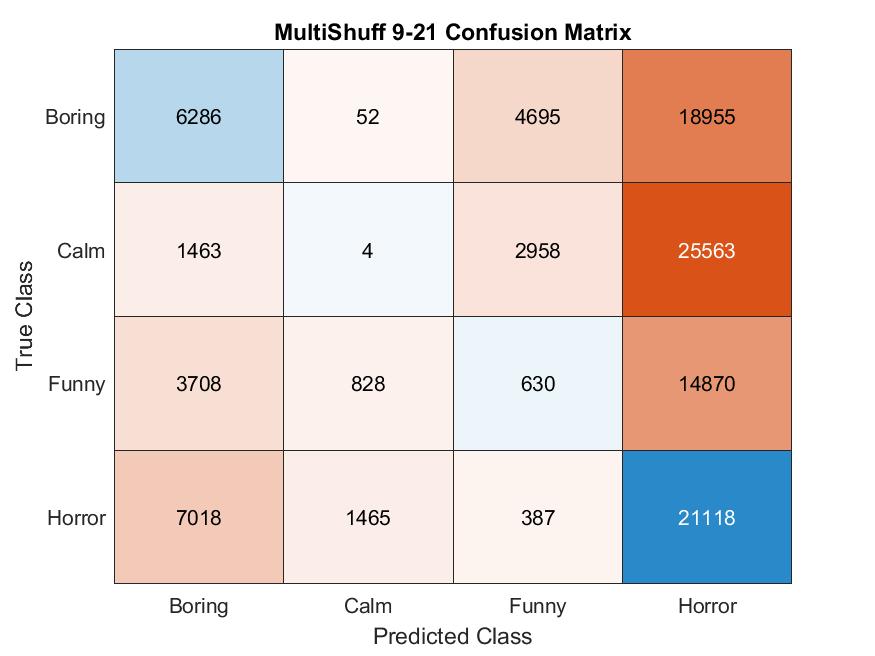 MultiShuff 9-21 Confusion Matrix
Boring 6286 52 4695 18955
Calm 1463 4 2958 25563
Funny 3708 828 630 14870
Horror 7018 1465 387 21118
Boring Calm Funny Horror
Predicted Class
True Class